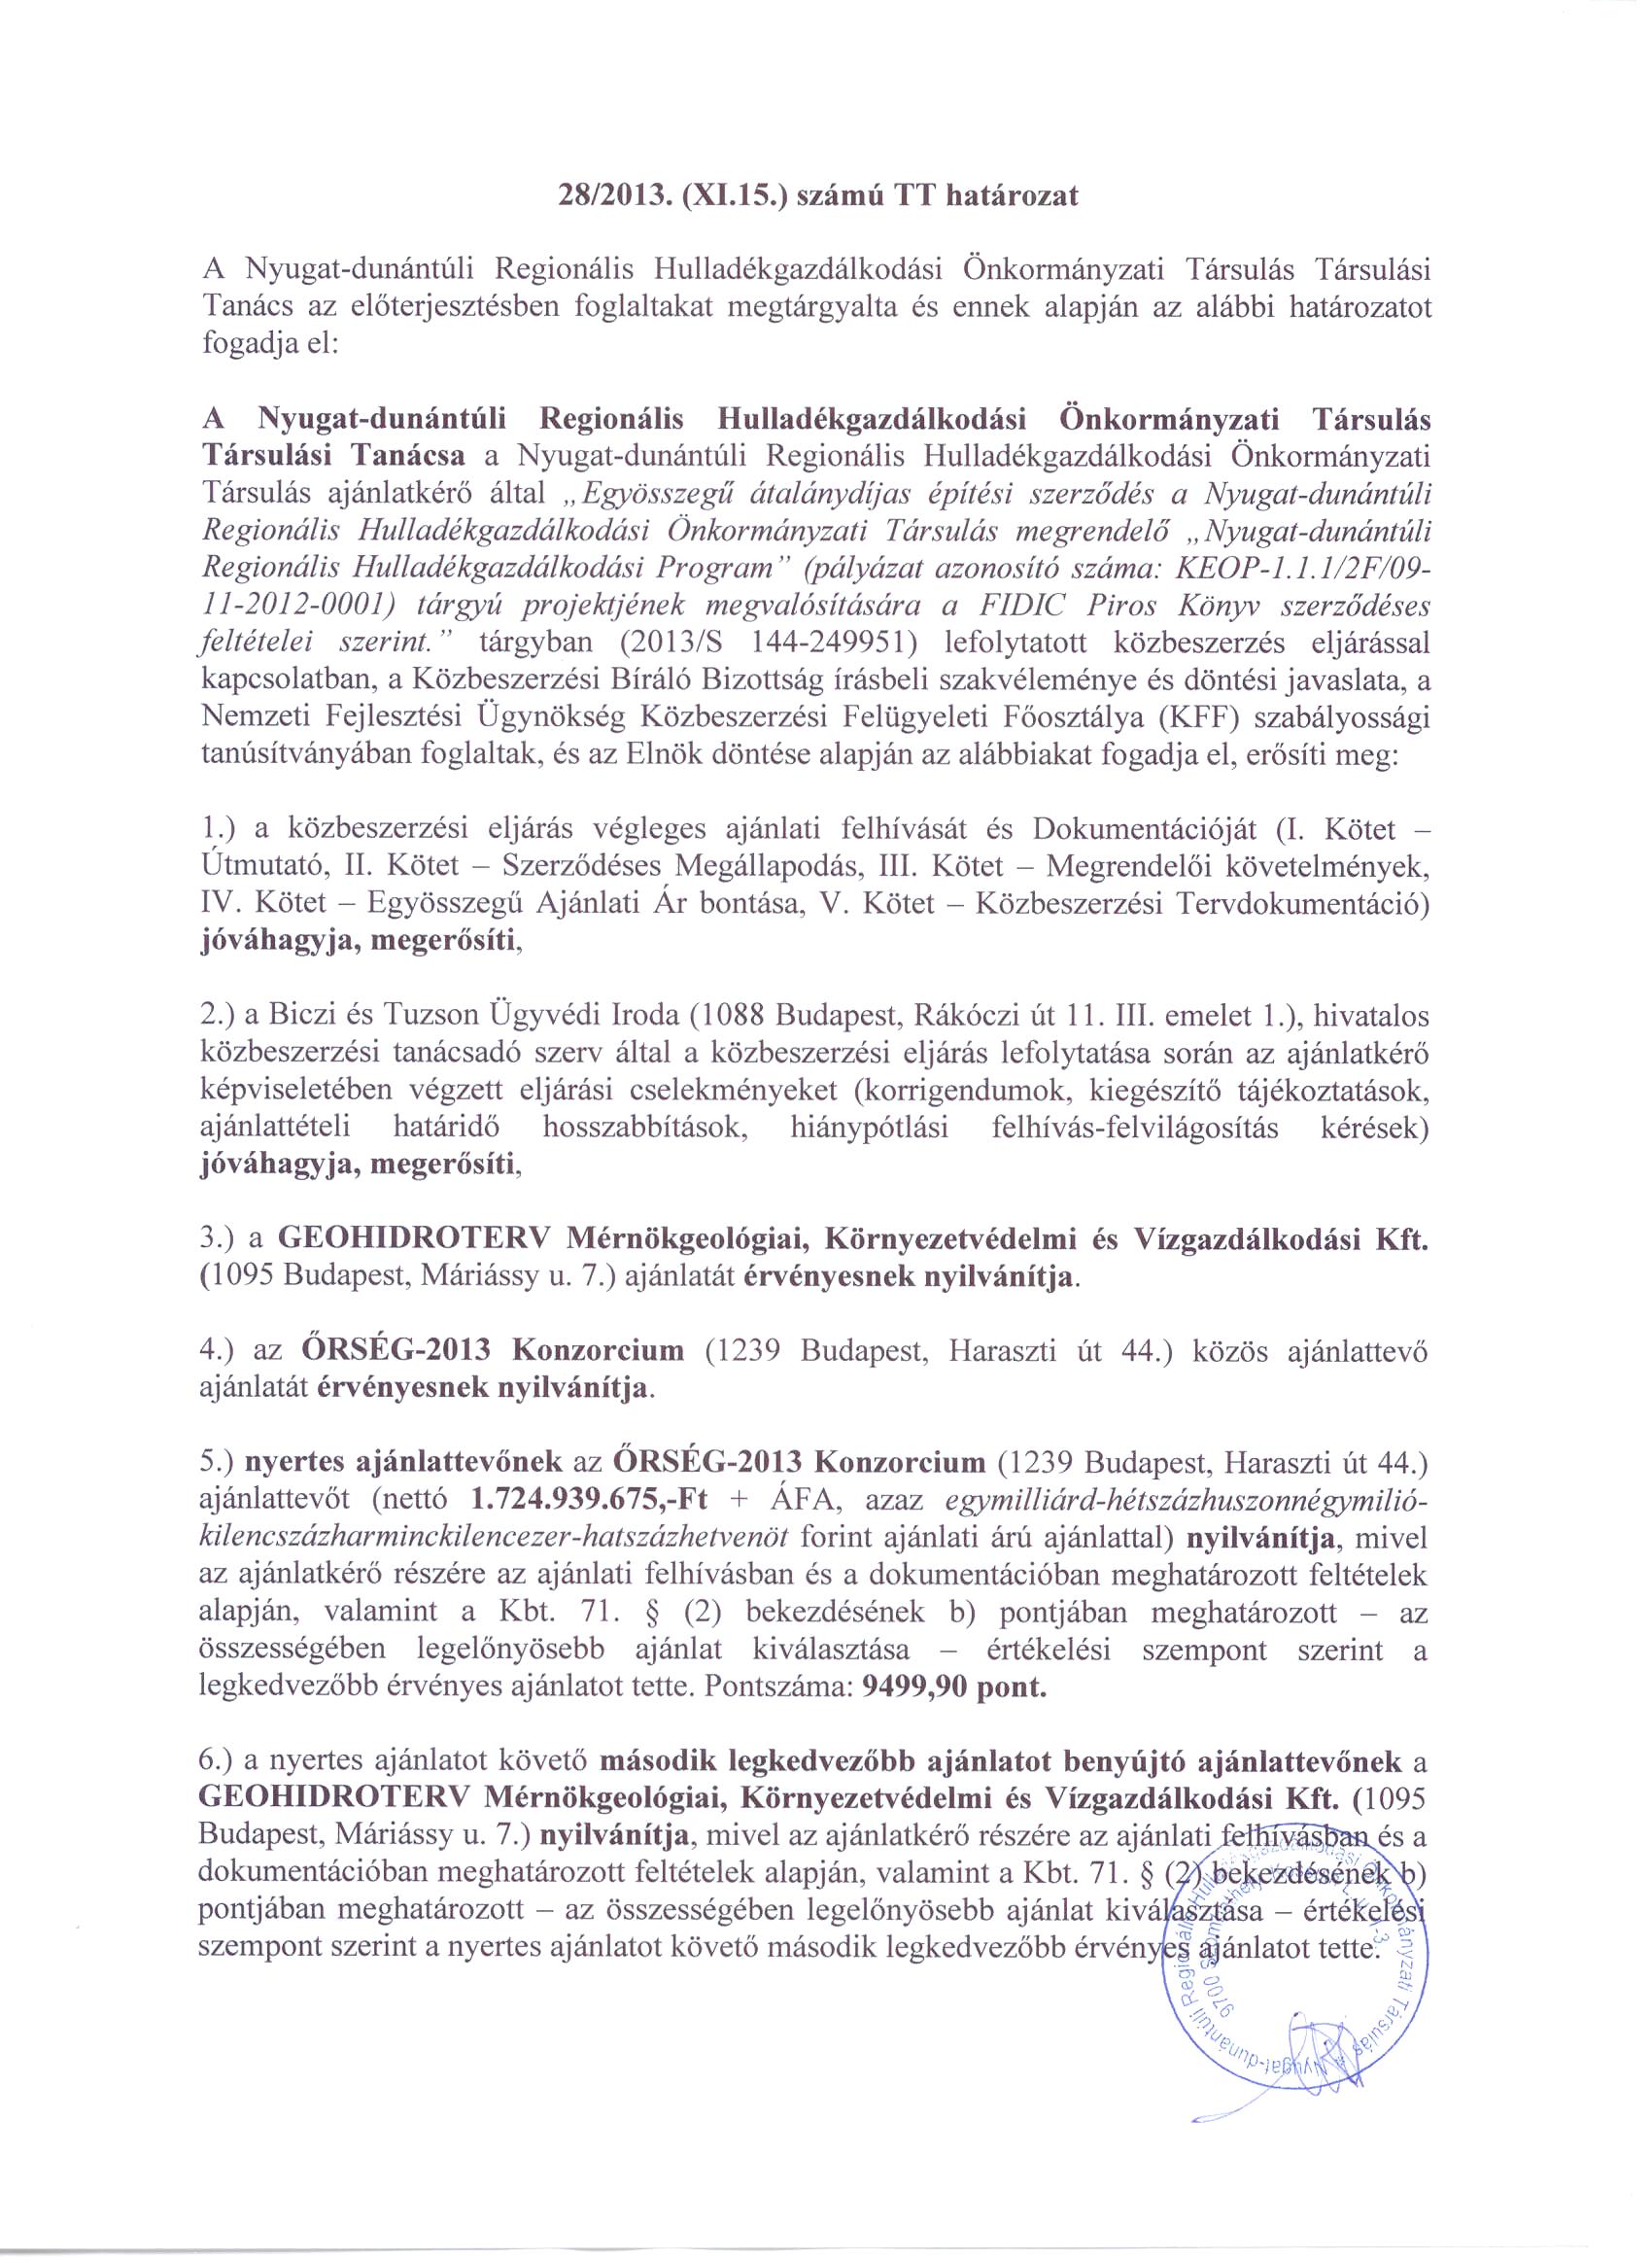 28/2013. (XI.15.) számú TT határozat
A Nyugat-dunántúli Regionális Hulladékgazdálkodási Önkormányzati Társulás Társulási
Tanács az előterjesztésben foglaltakat megtárgyalta és ennek alapján az alábbi határozatot
fogadja el:
A Nyugat-dunántúli Regionális Hulladékgazdálkodási Önkormányzati Társulás
Társulási Tanácsa a Nyugat-dunántúli Regionális Hulladékgazdálkodási Önkormányzati
Társulás ajánlatkérő által „Egyösszegű átalánydíjas építési szerződés a Nyugat-dunántúli
Regionális Hulladékgazdálkodási Önkormányzati Társulás megrendelő „Nyugat-dunántúli
Regionális Hulladékgazdálkodási Program” (pályázat azonosító száma: KEOP-1.1.1/2F/09-
11-2012-0001) tárgyú projektjének megvalósítására a FIDIC Piros Könyv szerződéses
feltételei szerint.” tárgyban (2013/S 144-249951) lefolytatott közbeszerzés eljárással
kapcsolatban, a Közbeszerzési Bíráló Bizottság írásbeli szakvéleménye és döntési javaslata, a
Nemzeti Fejlesztési Ügynökség Közbeszerzési Felügyeleti Főosztálya (KFF) szabályossági
tanúsítványában foglaltak, és az Elnök döntése alapján az alábbiakat fogadja el, erősíti meg:
1.) a közbeszerzési eljárás végleges ajánlati felhívását és Dokumentációját (I. Kötet –
Útmutató, II. Kötet – Szerződéses Megállapodás, III. Kötet – Megrendelői követelmények,
IV. Kötet – Egyösszegű Ajánlati Ár bontása, V. Kötet – Közbeszerzési Tervdokumentáció)
jóváhagyja, megerősíti,
2.) a Biczi és Tuzson Ügyvédi Iroda (1088 Budapest, Rákóczi út 11. III. emelet 1.), hivatalos
közbeszerzési tanácsadó szerv által a közbeszerzési eljárás lefolytatása során az ajánlatkérő
képviseletében végzett eljárási cselekményeket (korrigendumok, kiegészítő tájékoztatások,
ajánlattételi határidő hosszabbítások, hiánypótlási felhívás-felvilágosítás kérések)
jóváhagyja, megerősíti,
3.) a GEOHIDROTERV Mérnökgeológiai, Környezetvédelmi és Vízgazdálkodási Kft.
(1095 Budapest, Máriássy u. 7.) ajánlatát érvényesnek nyilvánítja.
4.) az ŐRSÉG-2013 Konzorcium (1239 Budapest, Haraszti út 44.) közös ajánlattevő
ajánlatát érvényesnek nyilvánítja.
5.) nyertes ajánlattevőnek az ŐRSÉG-2013 Konzorcium (1239 Budapest, Haraszti út 44.)
ajánlattevőt (nettó 1.724.939.675,-Ft + ÁFA, azaz egymilliárd-hétszázhuszonnégymilió-
kilencszázharminckilencezer-hatszázhetvenöt forint ajánlati árú ajánlattal) nyilvánítja, mivel
az ajánlatkérő részére az ajánlati felhívásban és a dokumentációban meghatározott feltételek
alapján, valamint a Kbt. 71. § (2) bekezdésének b) pontjában meghatározott – az
összességében legelőnyösebb ajánlat kiválasztása – értékelési szempont szerint a
legkedvezőbb érvényes ajánlatot tette. Pontszáma: 9499,90 pont.
6.) a nyertes ajánlatot követő második legkedvezőbb ajánlatot benyújtó ajánlattevőnek a
GEOHIDROTERV Mérnökgeológiai, Környezetvédelmi és Vízgazdálkodási Kft. (1095
Budapest, Máriássy u. 7.) nyilvánítja, mivel az ajánlatkérő részére az ajánlati felhívásban és a
dokumentációban meghatározott feltételek alapján, valamint a Kbt. 71. § (2) bekezdésének b)
pontjában meghatározott – az összességében legelőnyösebb ajánlat kiválasztása – értékelési
szempont szerint a nyertes ajánlatot követő második legkedvezőbb érvényes ajánlatot tette.
Nyugat-dunántúli Regionális Hulladékgazdálkodási Önkormányzati Társulás
9700 Szombathely